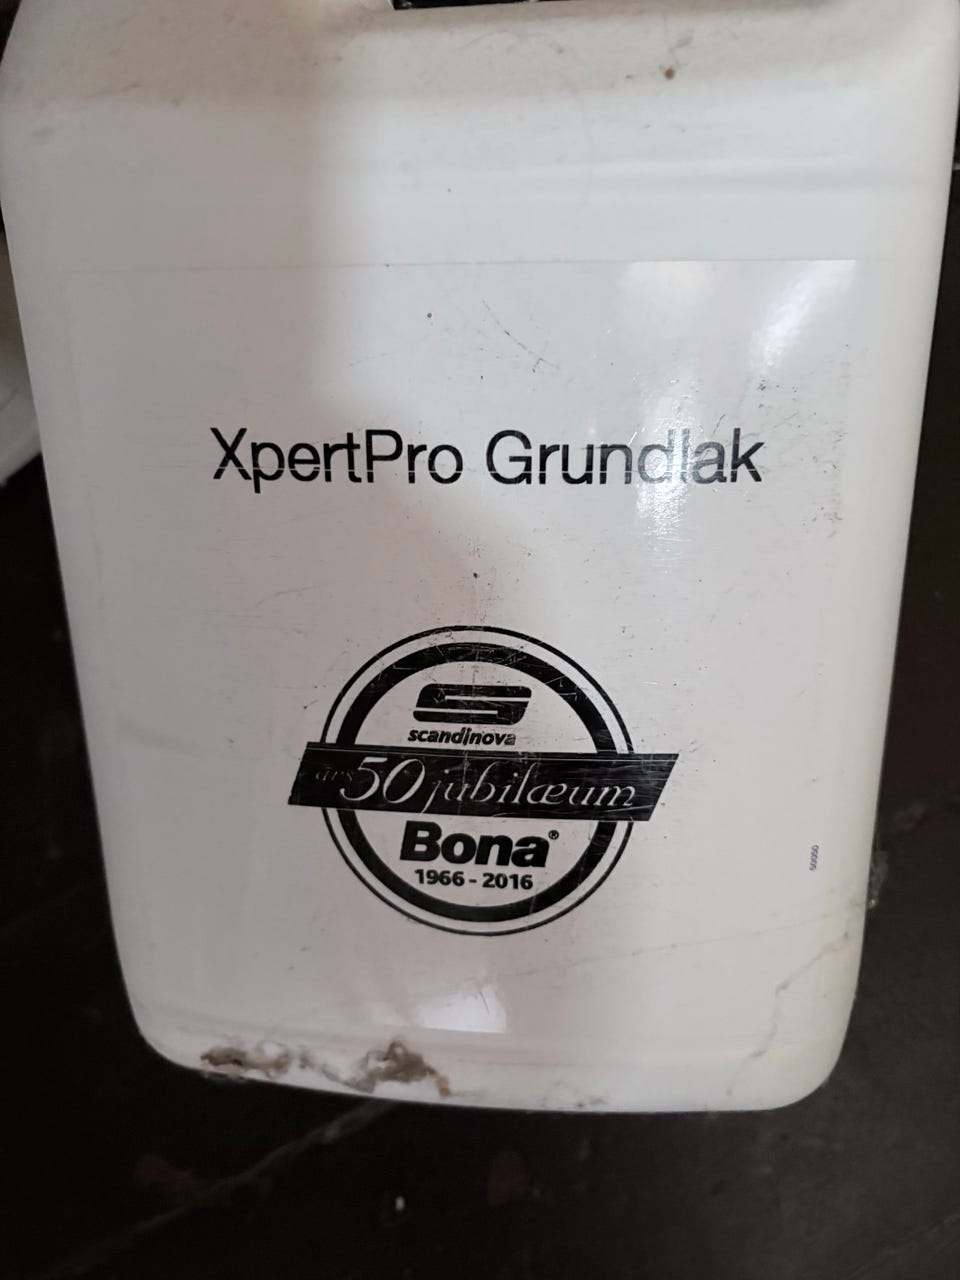 XpertPro Grundlak
scandinova
års 50 jubilæum
Bona®
1966 - 2016